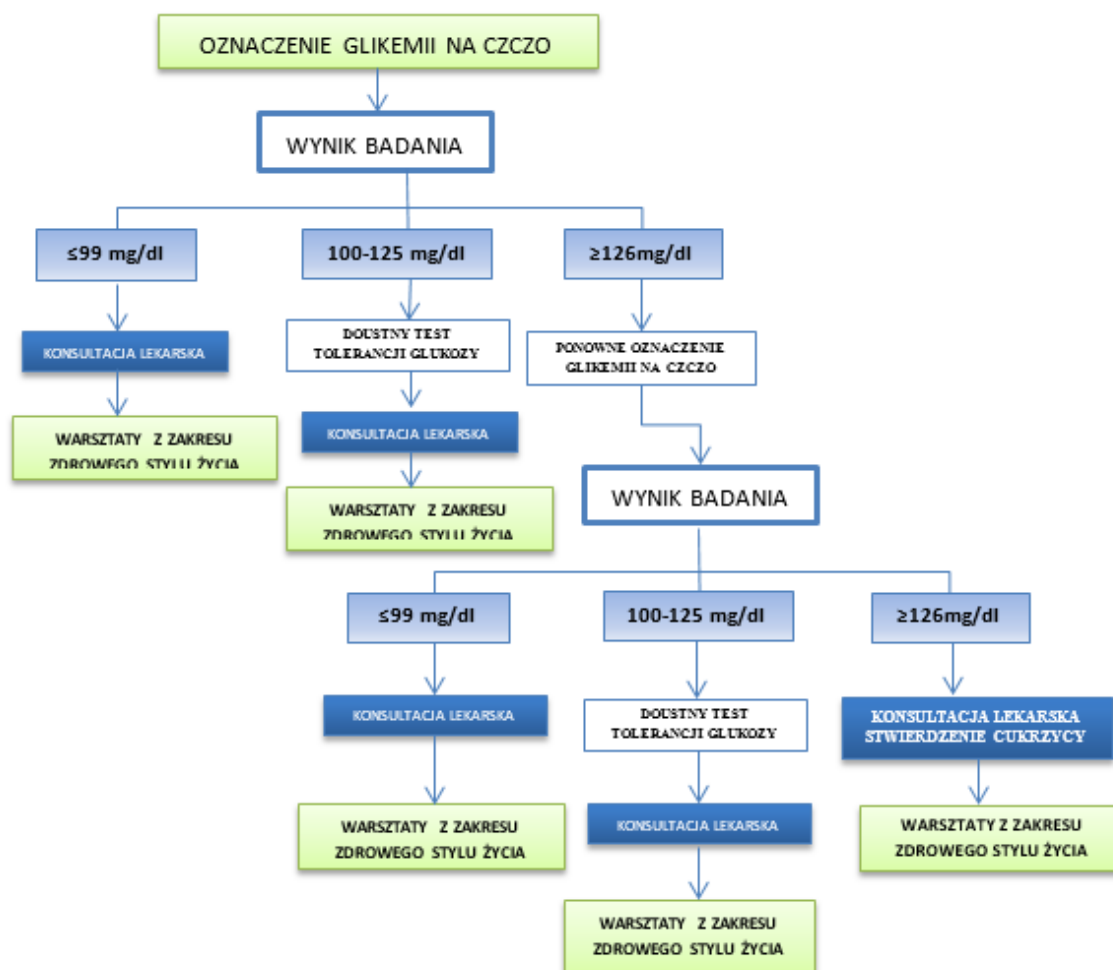 OZNACZENIE GLIKEMII NA CZCZO
WYNIK BADANIA
≤99 mg/dl
100-125 mg/dl
≥126mg/dl
KONSULTACJA LEKARSKA
DOUSTNY TEST
TOLERANCJI GLUKOZY
PONOWNE OZNACZENIE
GLIKEMII NA CZCZO
WARSZTATY Z ZAKRESU
ZDROWEGO STYLU ŻYCIA
KONSULTACJA LEKARSKA
WARSZTATY Z ZAKRESU
ZDROWEGO STYLU ŻYCIA
WYNIK BADANIA
≤99 mg/dl
100-125 mg/dl
≥126mg/dl
KONSULTACJA LEKARSKA
DOUSTNY TEST
TOLERANCJI GLUKOZY
KONSULTACJA LEKARSKA
STWIERDZENIE CUKRZYCY
WARSZTATY Z ZAKRESU
ZDROWEGO STYLU ŻYCIA
KONSULTACJA LEKARSKA
WARSZTATY Z ZAKRESU
ZDROWEGO STYLU ŻYCIA
WARSZTATY Z ZAKRESU
ZDROWEGO STYLU ŻYCIA